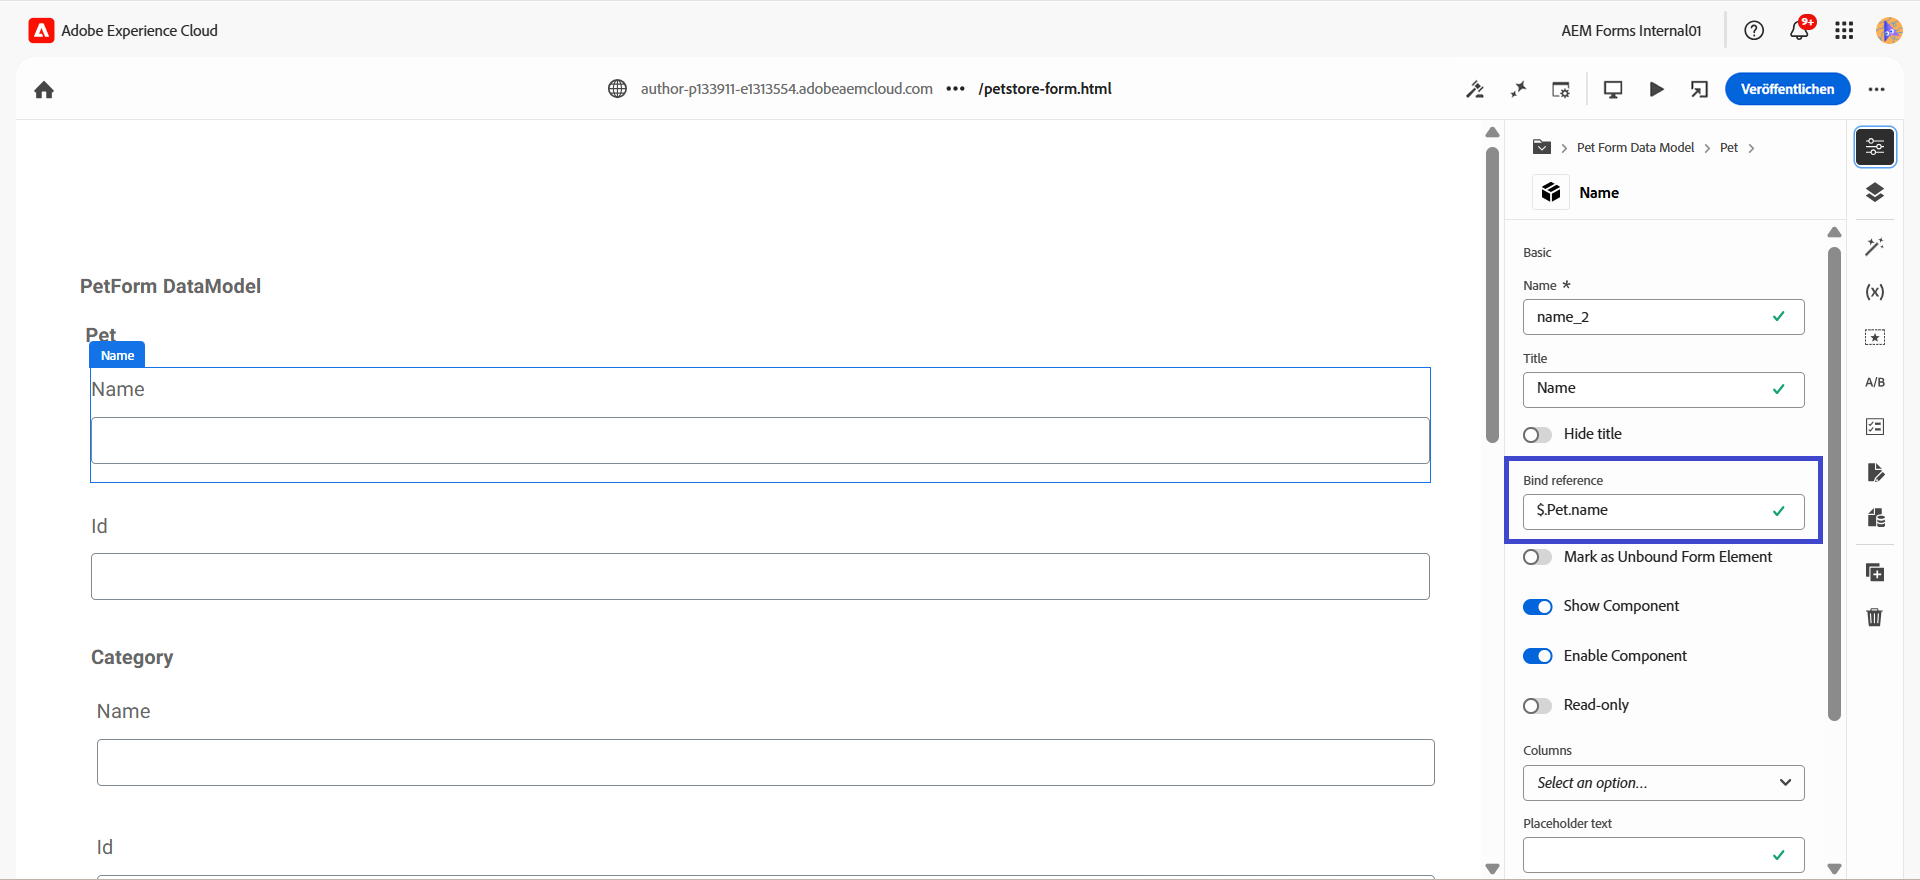 Adobe Experience Cloud
AEM Forms Internal01
9+
author-p133911-e1313554.adobeaemcloud.com ••• /petstore-form.html
Veröffentlichen
Pet Form Data Model > Pet >
Name
PetForm DataModel
Pet
Name
Name
Id
Category
Name
Id
Basic
Name *
name_2
Title
Name
Hide title
Bind reference
$.Pet.name
Mark as Unbound Form Element
Show Component
Enable Component
Read-only
Columns
Select an option...
Placeholder text
(x)
A/B